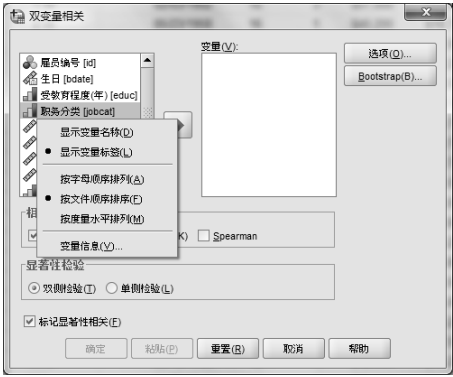 双变量相关
变量(V):
雇员编号 [id]
生日 [bdate]
受教育程度(年) [educ]
职务分类 [jobcat]
选项(O)...
Bootstrap(B)...
显示变量名称(D)
显示变量标签(L)
按字母顺序排列(A)
按文件顺序排序(F)
按度量水平排列(M)
变量信息(V)...
相
K) Spearman
显著性检验
双侧检验(T) 单侧检验(L)
标记显著性相关(F)
确定 粘贴(P) 重置(R) 取消 帮助